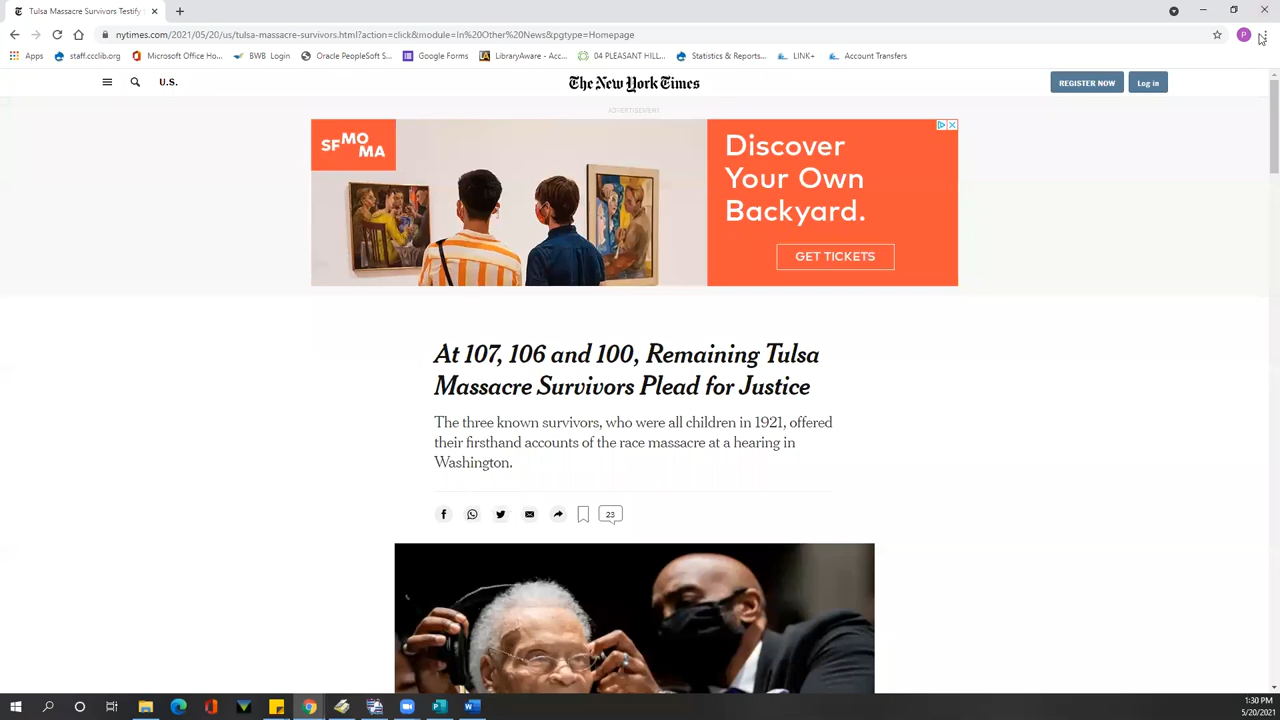 Tulsa Massacre Survivors Testify
nytimes.com/2021/05/20/us/tulsa-massacre-survivors.html?action=click&module=In%20Other%20News&pgtype=Homepage
P
Apps staff.ccclib.org Microsoft Office Ho... BWB Login Oracle PeopleSoft S... Google Forms LibraryAware - Acc... 04 PLEASANT HILL... Statistics & Reports... LINK+ Account Transfers
U.S.
The New York Times
REGISTER NOW
Log in
ADVERTISEMENT
SFMOMA
Discover
Your Own
Backyard.
GET TICKETS
At 107, 106 and 100, Remaining Tulsa
Massacre Survivors Plead for Justice
The three known survivors, who were all children in 1921, offered
their firsthand accounts of the race massacre at a hearing in
Washington.
23
1:30 PM
5/20/2021